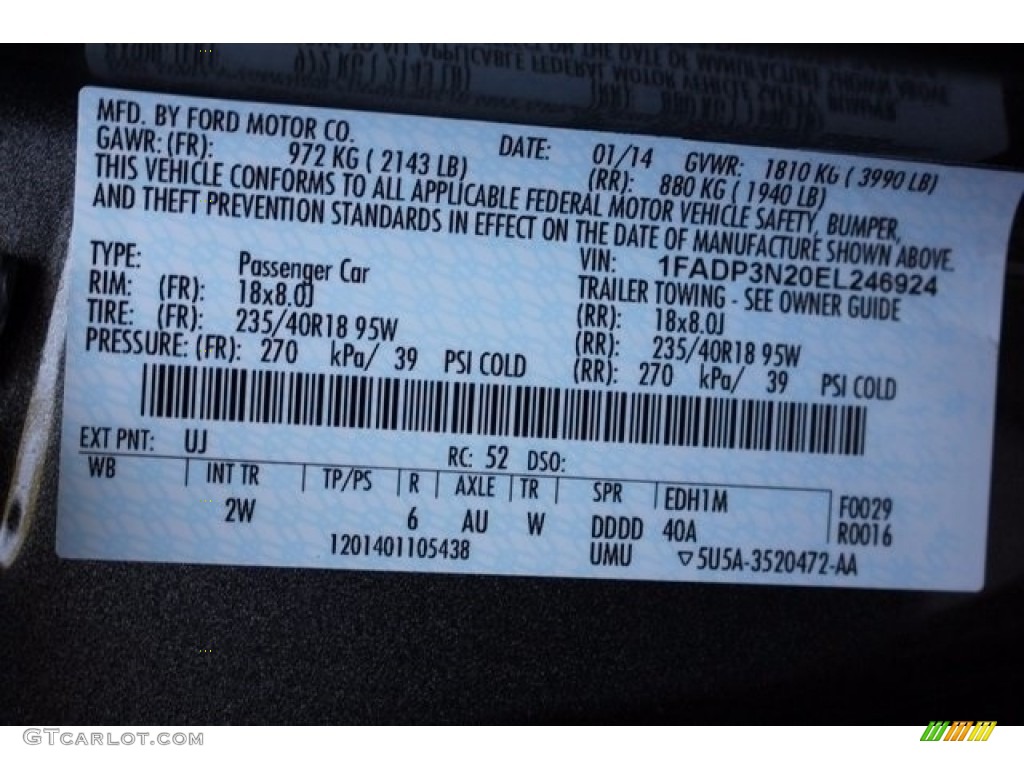 MFD. BY FORD MOTOR CO.
DATE: 01/14 GVWR: 1810 KG ( 3990 LB)
GAWR: (FR): 972 KG ( 2143 LB) (RR): 880 KG ( 1940 LB)
THIS VEHICLE CONFORMS TO ALL APPLICABLE FEDERAL MOTOR VEHICLE SAFETY, BUMPER,
AND THEFT PREVENTION STANDARDS IN EFFECT ON THE DATE OF MANUFACTURE SHOWN ABOVE.
VIN: 1FADP3N20EL246924
TYPE: Passenger Car TRAILER TOWING - SEE OWNER GUIDE
RIM: (FR): 18x8.0J (RR): 18x8.0J
TIRE: (FR): 235/40R18 95W (RR): 235/40R18 95W
PRESSURE: (FR): 270 kPa/ 39 PSI COLD (RR): 270 kPa/ 39 PSI COLD
EXT PNT: UJ RC: 52 DSO:
WB INT TR TP/PS R AXLE TR SPR EDH1M F0029
2W 6 AU W DDDD 40A R0016
1201401105438 UMU ▽5U5A-3520472-AA
GTcarlot.com